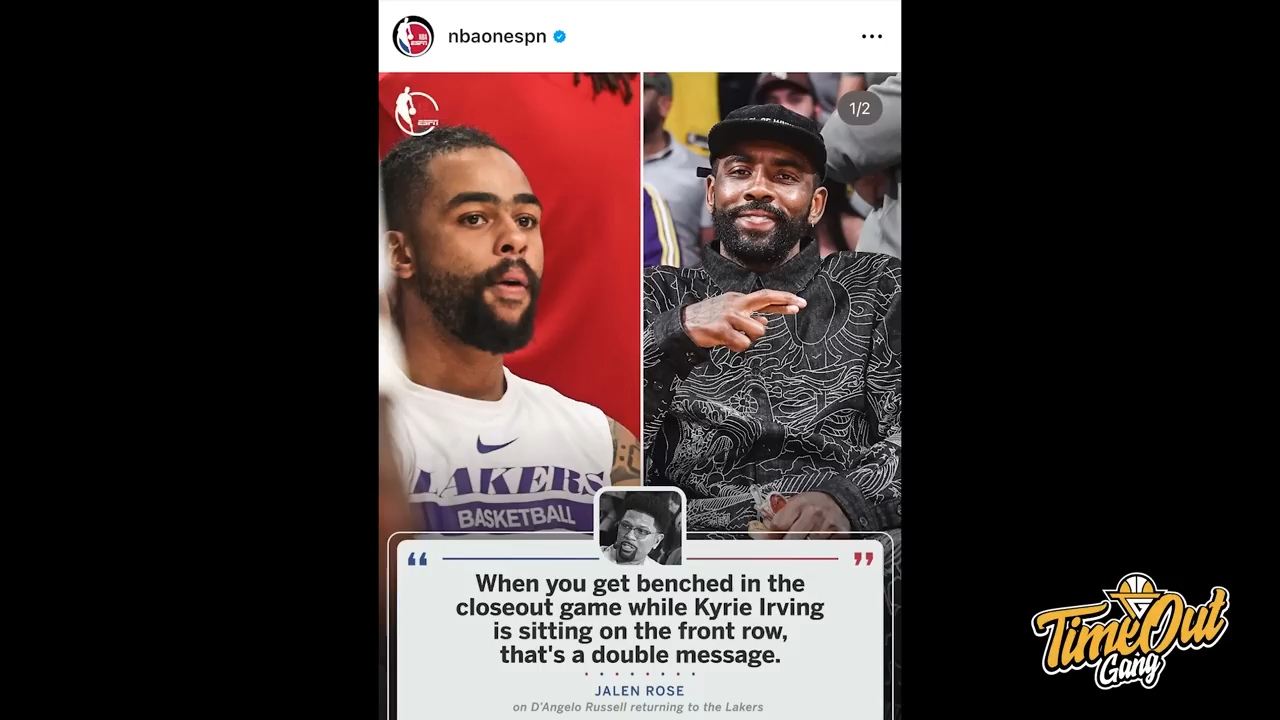 nbaonespn
1/2
ESPN
LAKERS
BASKETBALL
“ ”
When you get benched in the
closeout game while Kyrie Irving
is sitting on the front row,
that's a double message.
JALEN ROSE
on D'Angelo Russell returning to the Lakers
TimeOut
Gang